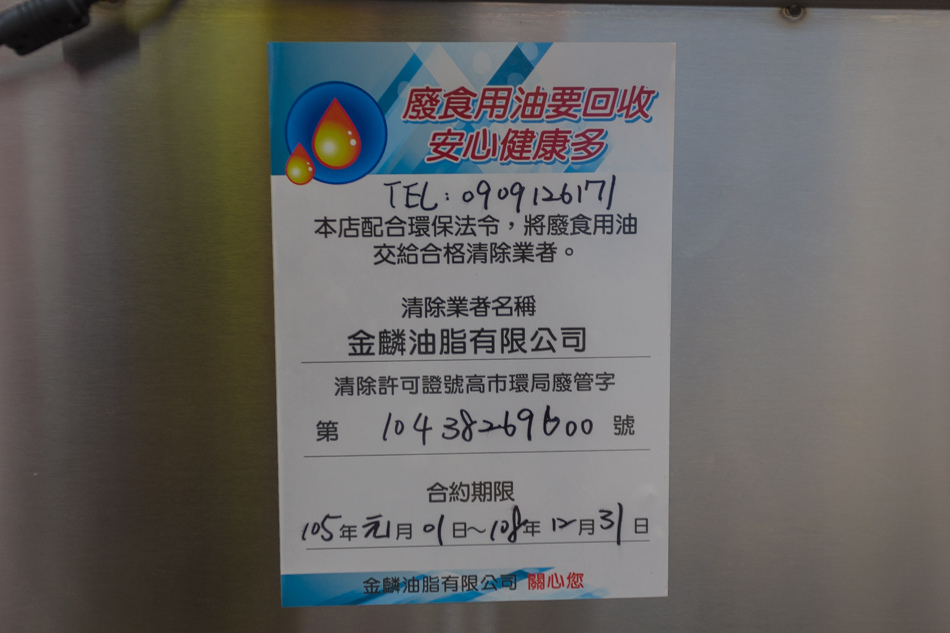 廢食用油要回收
安心健康多
TEL: 0909126171
本店配合環保法令，將廢食用油
交給合格清除業者。
清除業者名稱
金麟油脂有限公司
清除許可證號高市環局廢管字
第 10438269600 號
合約期限
105年元月01日～108年12月31日
金麟油脂有限公司 關心您